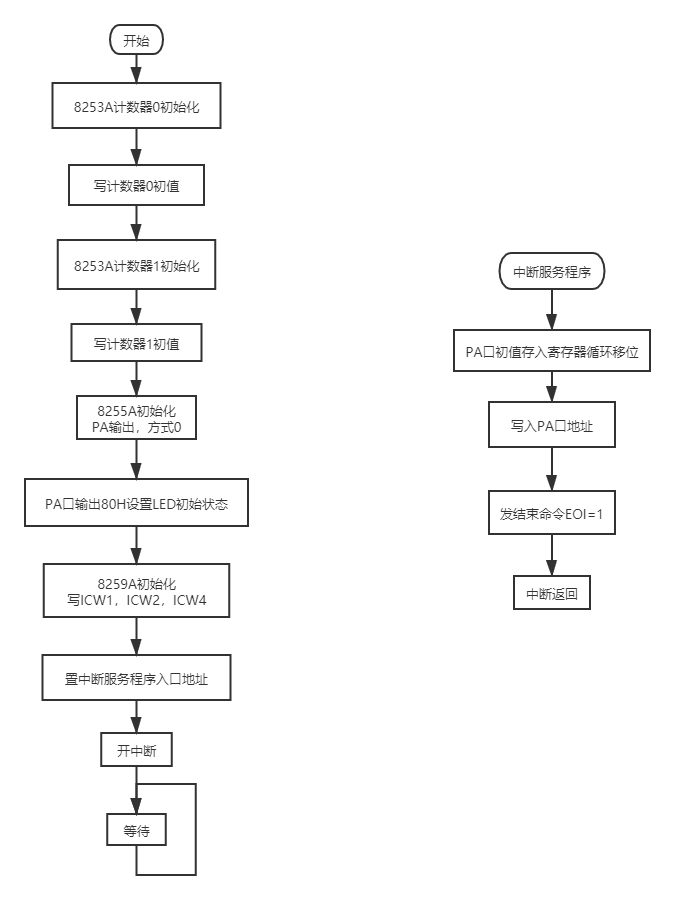 开始
8253A计数器0初始化
写计数器0初值
8253A计数器1初始化
写计数器1初值
8255A初始化
PA输出，方式0
PA口输出80H设置LED初始状态
8259A初始化
写ICW1，ICW2，ICW4
置中断服务程序入口地址
开中断
等待
中断服务程序
PA口初值存入寄存器循环移位
写入PA口地址
发结束命令EOI=1
中断返回